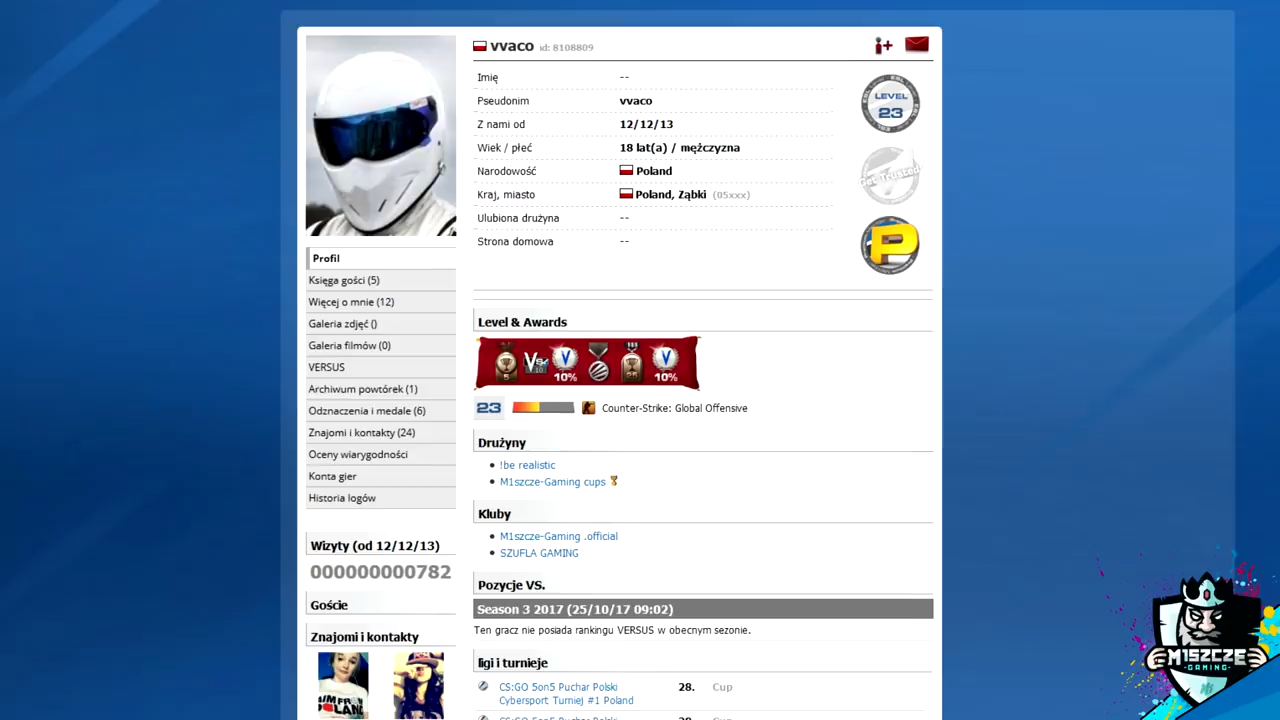 vvaco id: 8108809
Imię --
Pseudonim vvaco
Z nami od 12/12/13
Wiek / płeć 18 lat(a) / mężczyzna
Narodowość Poland
Kraj, miasto Poland, Ząbki (05xxx)
Ulubiona drużyna --
Strona domowa --
LEVEL
23
Get Trusted
P
Profil
Księga gości (5)
Więcej o mnie (12)
Galeria zdjęć ()
Galeria filmów (0)
VERSUS
Archiwum powtórek (1)
Odznaczenia i medale (6)
Znajomi i kontakty (24)
Oceny wiarygodności
Konta gier
Historia logów
Wizyty (od 12/12/13)
000000000782
Goście
Znajomi i kontakty
Level & Awards
5 10 10% 25 10%
23 Counter-Strike: Global Offensive
Drużyny
!be realistic
M1szcze-Gaming cups
Kluby
M1szcze-Gaming .official
SZUFLA GAMING
Pozycje VS.
Season 3 2017 (25/10/17 09:02)
Ten gracz nie posiada rankingu VERSUS w obecnym sezonie.
ligi i turnieje
CS:GO 5on5 Puchar Polski 28. Cup
Cybersport Turniej #1 Poland
M1SZCZE
-GAMING-